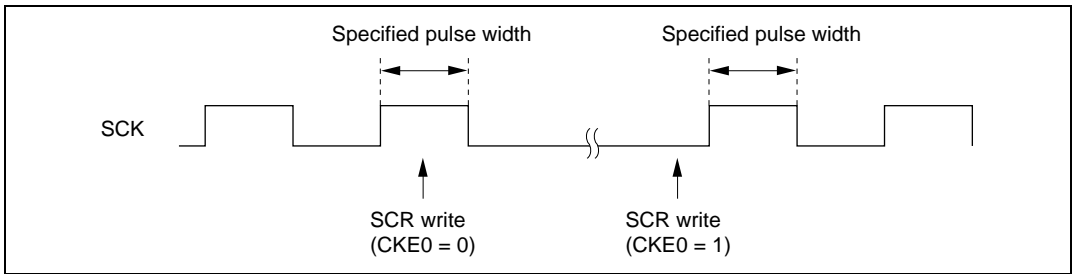 Specified pulse width
Specified pulse width
SCK
SCR write
(CKE0 = 0)
SCR write
(CKE0 = 1)